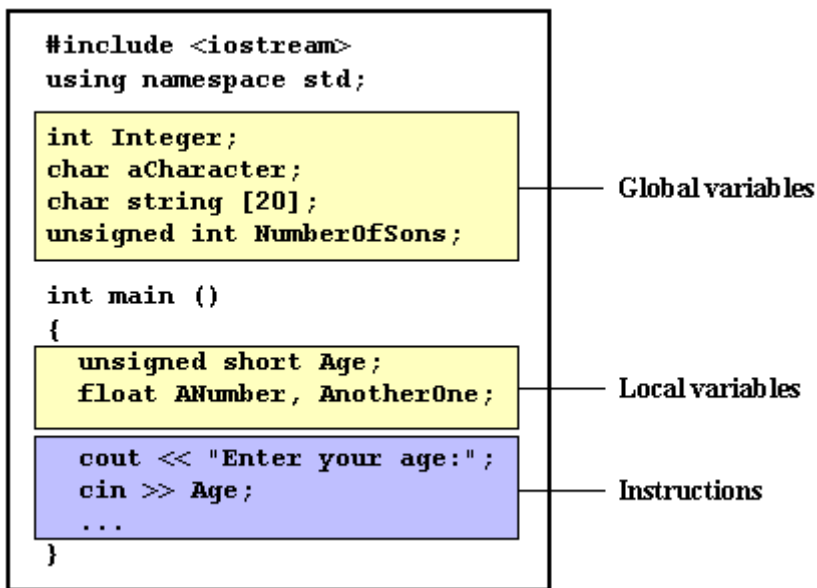 #include <iostream>
using namespace std;
int Integer;
char aCharacter;
char string [20];
unsigned int NumberOfSons;
Global variables
int main ()
{
unsigned short Age;
float ANumber, AnotherOne;
Local variables
cout << "Enter your age:";
cin >> Age;
...
Instructions
}